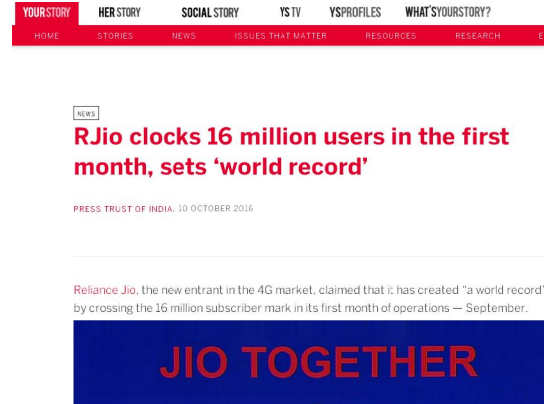 YOURSTORY HERSTORY SOCIAL STORY YS TV YSPROFILES WHAT'SYOURSTORY?
HOME STORIES NEWS ISSUES THAT MATTER RESOURCES RESEARCH E
NEWS
RJio clocks 16 million users in the first
month, sets ‘world record’
PRESS TRUST OF INDIA. 10 OCTOBER 2016
Reliance Jio, the new entrant in the 4G market, claimed that it has created “a world record”
by crossing the 16 million subscriber mark in its first month of operations — September.
JIO TOGETHER